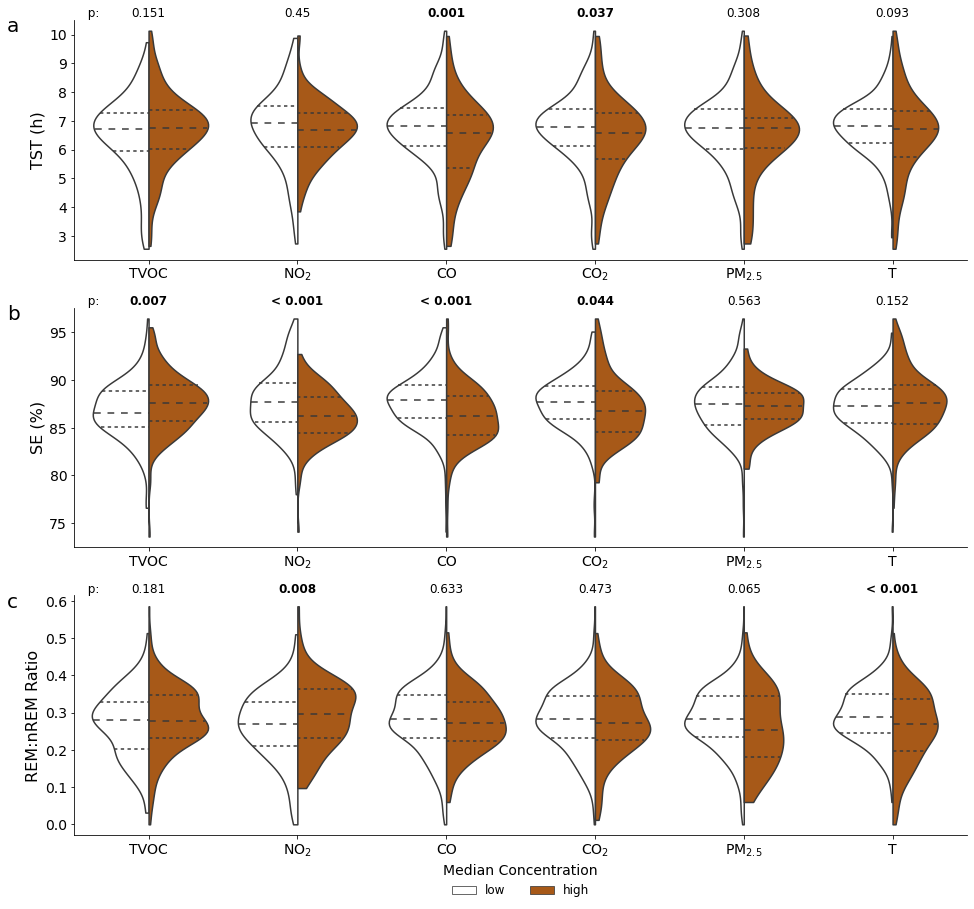 p: 0.151 0.45 0.001 0.037 0.308 0.093
a
10
9
8
7
6
5
4
3
TST (h)
TVOC NO₂ CO CO₂ PM₂.₅ T
p: 0.007 < 0.001 < 0.001 0.044 0.563 0.152
b
95
90
85
80
75
SE (%)
TVOC NO₂ CO CO₂ PM₂.₅ T
p: 0.181 0.008 0.633 0.473 0.065 < 0.001
c
0.6
0.5
0.4
0.3
0.2
0.1
0.0
REM:nREM Ratio
TVOC NO₂ CO CO₂ PM₂.₅ T
Median Concentration
low high